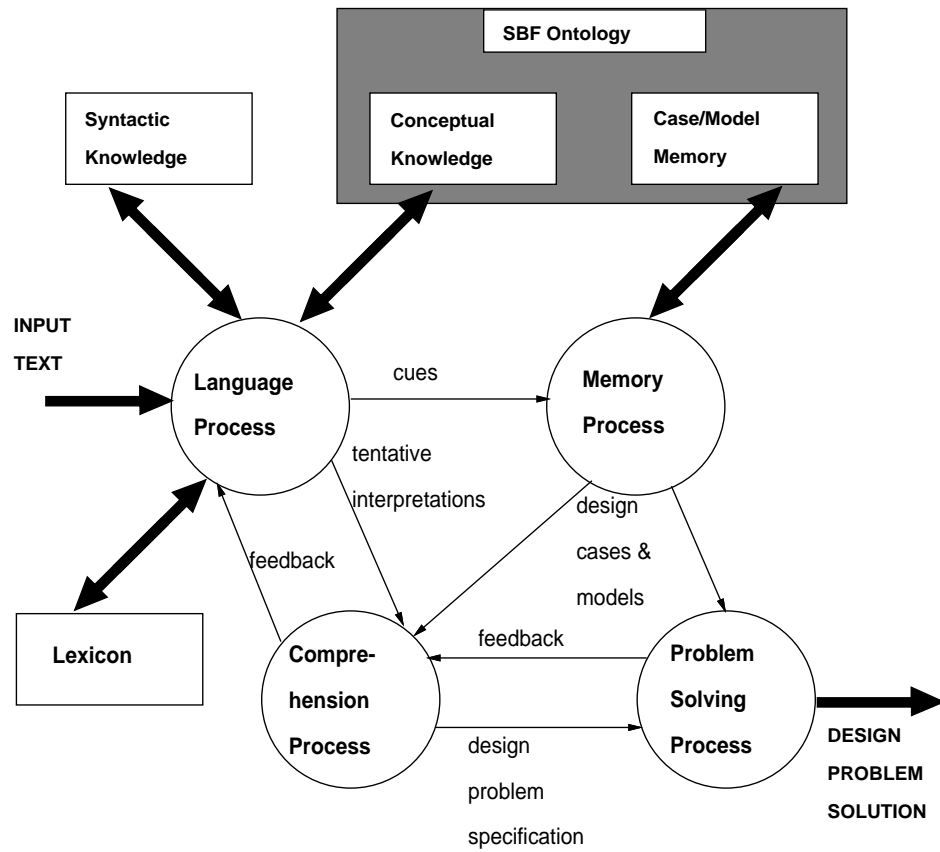 SBF Ontology
Syntactic
Knowledge
Conceptual
Knowledge
Case/Model
Memory
INPUT
TEXT
Language
Process
cues
Memory
Process
tentative
interpretations
design
cases &
models
feedback
Lexicon
feedback
Compre-
hension
Process
Problem
Solving
Process
design
problem
specification
DESIGN
PROBLEM
SOLUTION